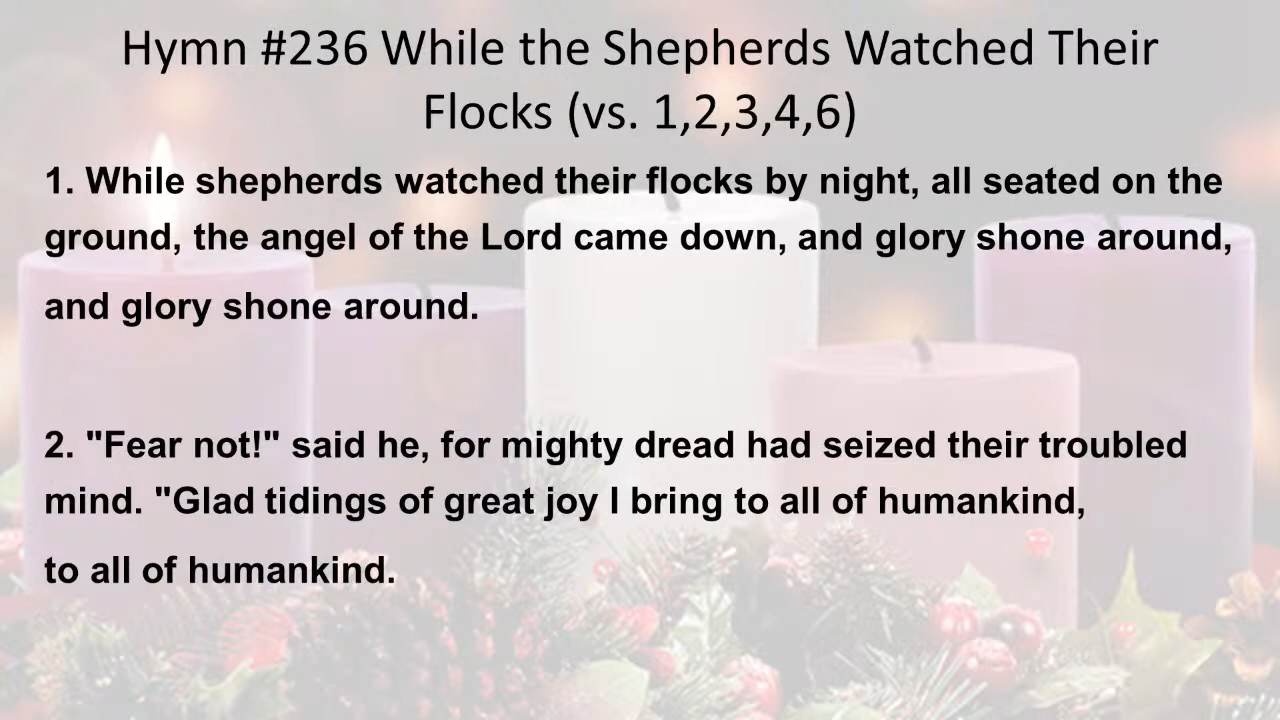 Hymn #236 While the Shepherds Watched Their
Flocks (vs. 1,2,3,4,6)
1. While shepherds watched their flocks by night, all seated on the
ground, the angel of the Lord came down, and glory shone around,
and glory shone around.
2. "Fear not!" said he, for mighty dread had seized their troubled
mind. "Glad tidings of great joy I bring to all of humankind,
to all of humankind.